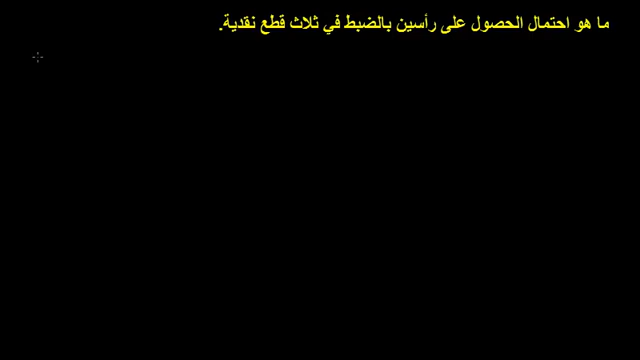 ما هو احتمال الحصول على رأسين بالضبط في ثلاث قطع نقدية.